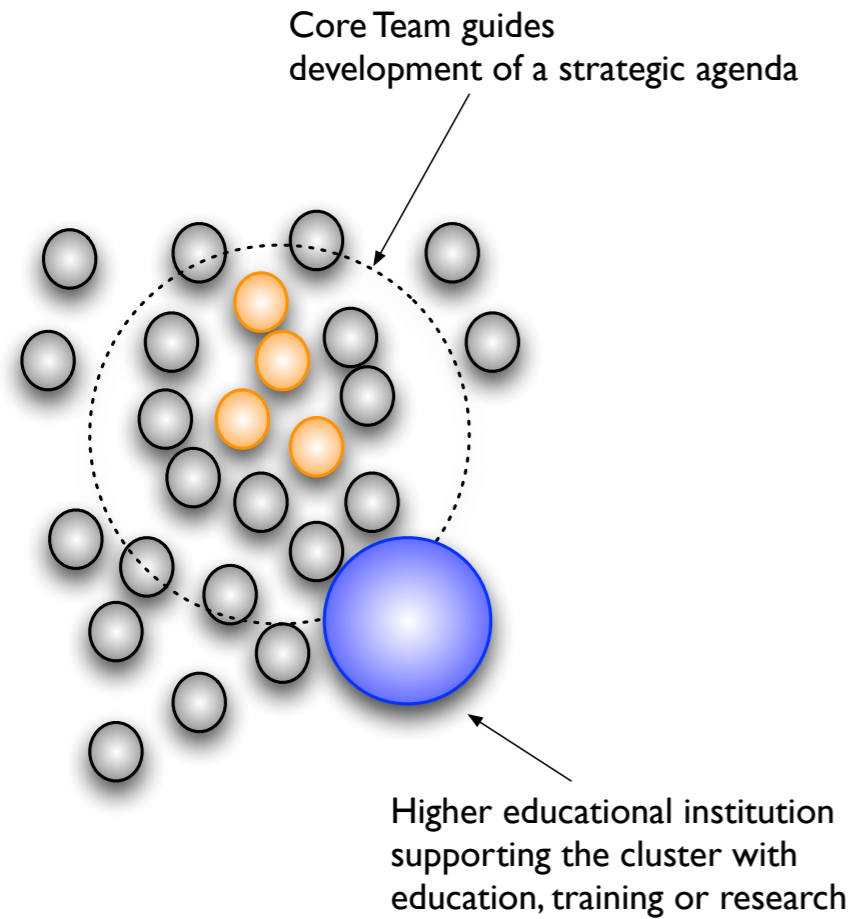 Core Team guides
development of a strategic agenda
Higher educational institution
supporting the cluster with
education, training or research